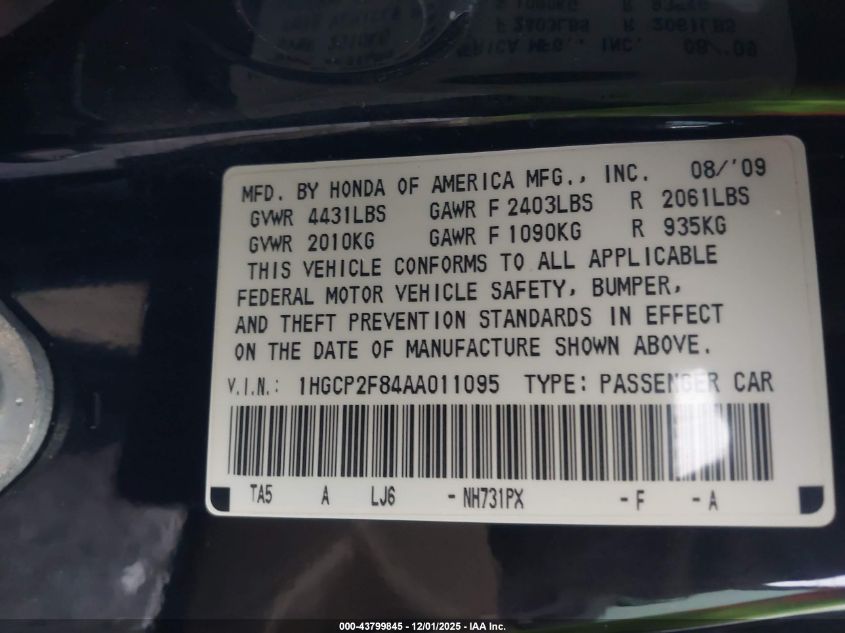 MFD. BY HONDA OF AMERICA MFG., INC. 08/'09
GVWR 4431LBS GAWR F 2403LBS R 2061LBS
GVWR 2010KG GAWR F 1090KG R 935KG
THIS VEHICLE CONFORMS TO ALL APPLICABLE
FEDERAL MOTOR VEHICLE SAFETY, BUMPER,
AND THEFT PREVENTION STANDARDS IN EFFECT
ON THE DATE OF MANUFACTURE SHOWN ABOVE.
V.I.N.: 1HGCP2F84AA011095 TYPE: PASSENGER CAR
TA5 A LJ6 -NH731PX -F -A
000-43799845 - 12/01/2025 - IAA Inc.